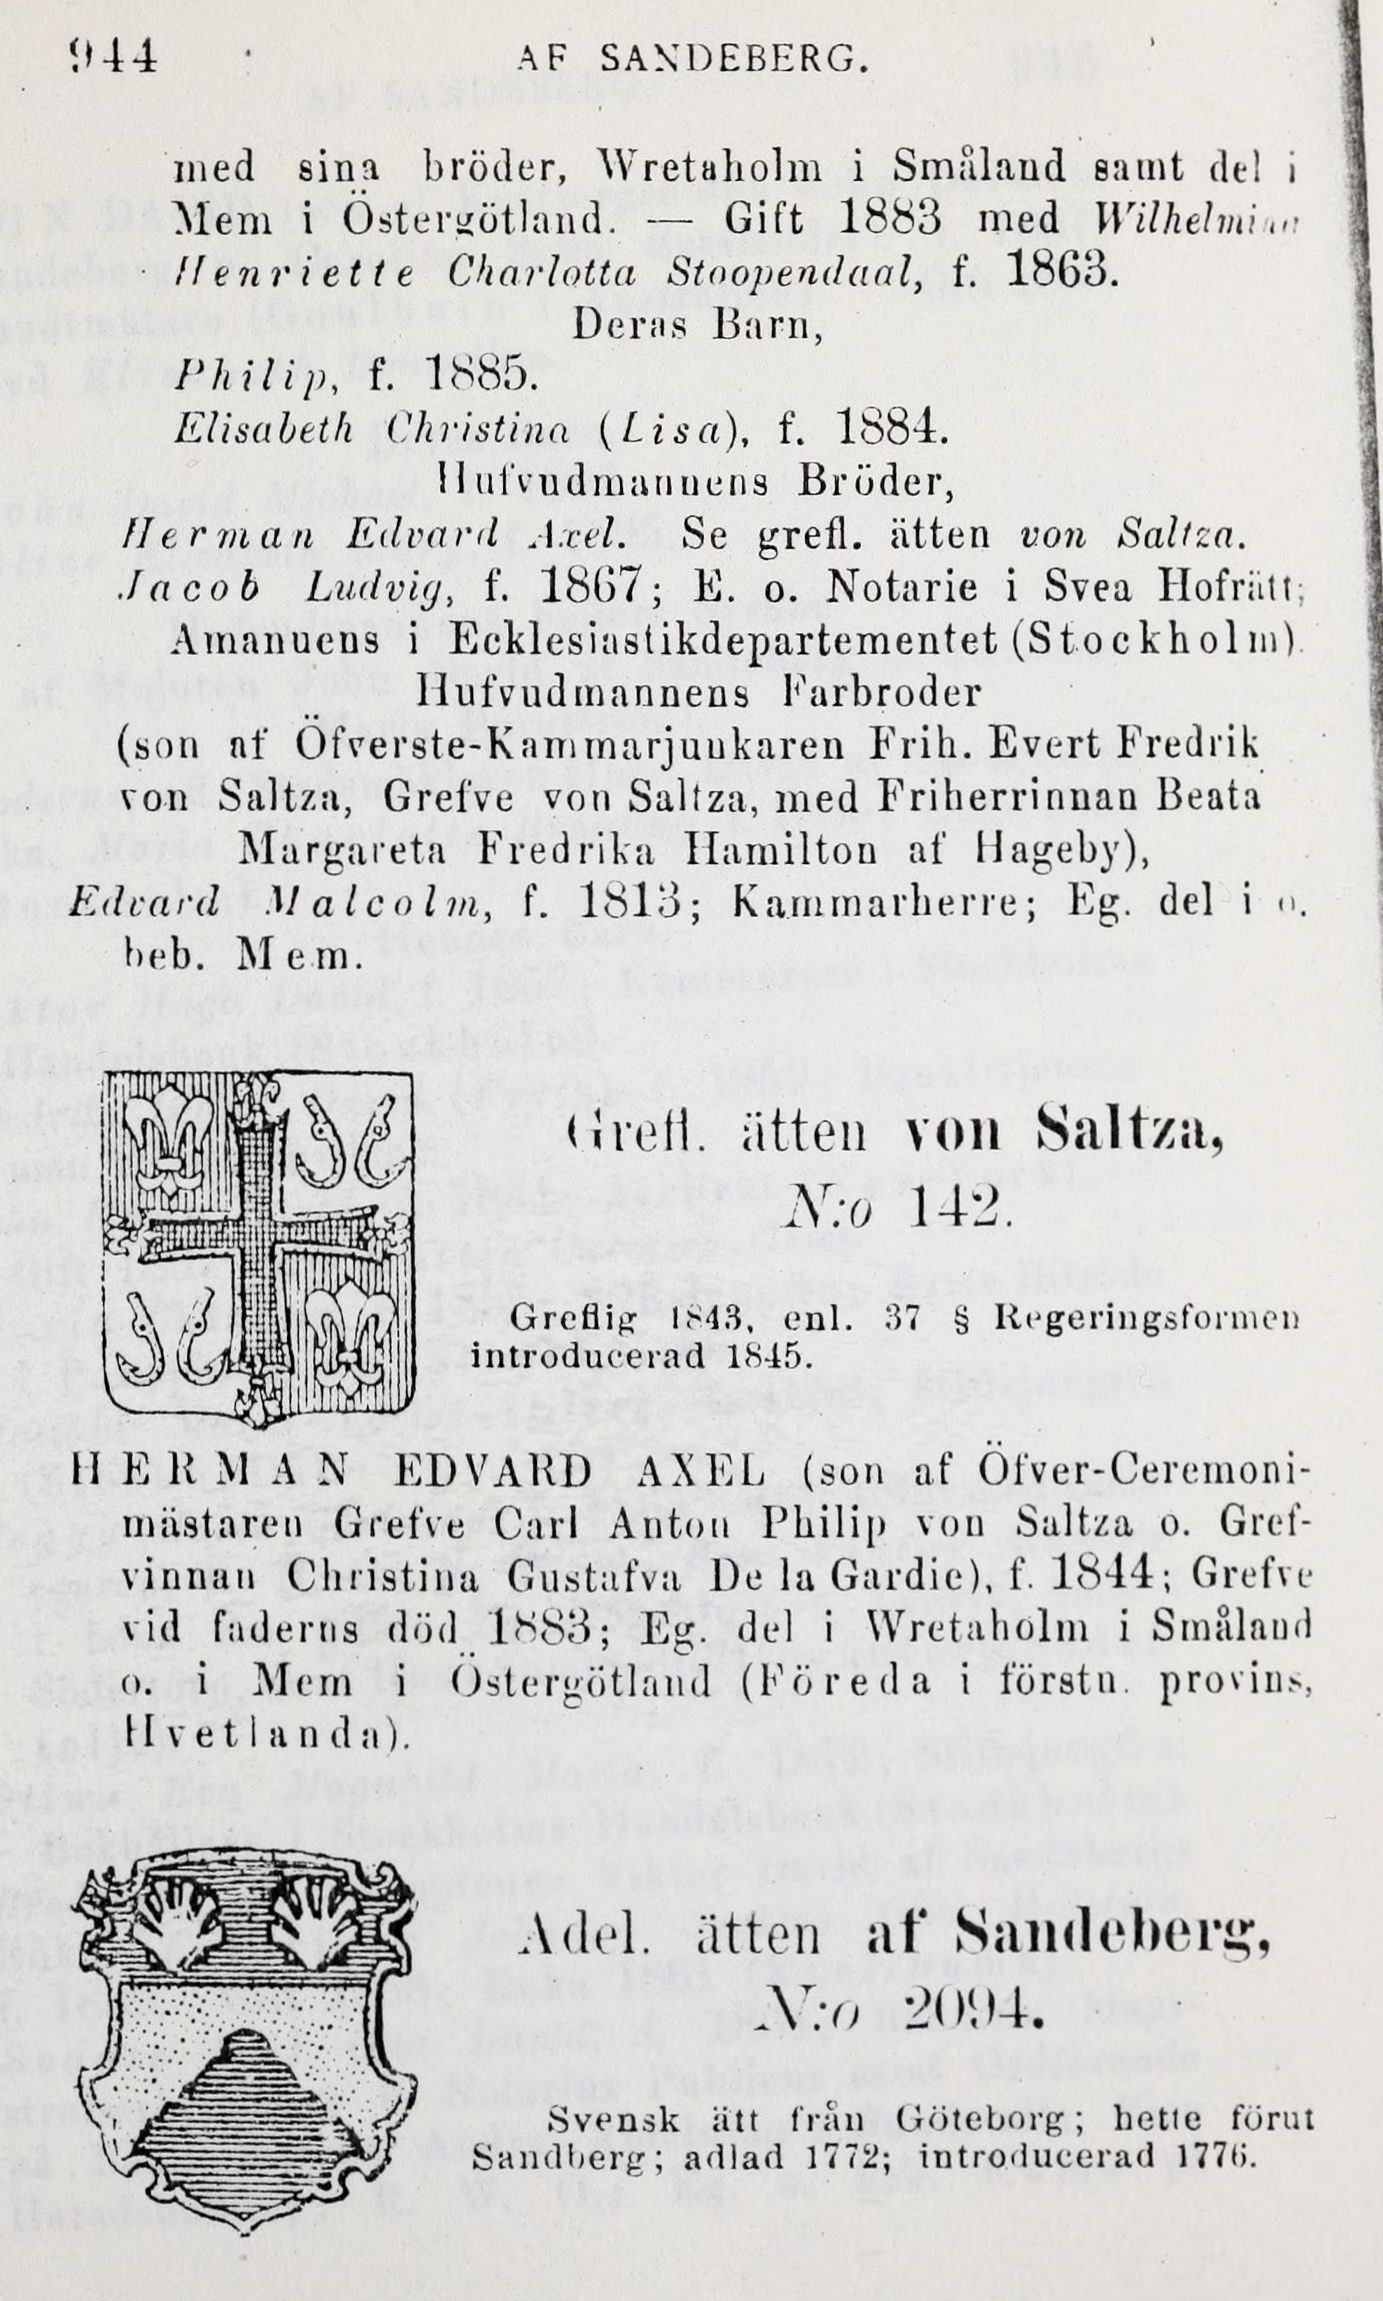 944
AF SANDEBERG.
med sina bröder, Wretaholm i Småland samt del i
Mem i Östergötland. — Gift 1883 med Wilhelmina
Henriette Charlotta Stoopendaal, f. 1863.
Deras Barn,
Philip, f. 1885.
Elisabeth Christina (Lisa), f. 1884.
Hufvudmannens Bröder,
Herman Edvard Axel. Se grefl. ätten von Saltza.
Jacob Ludvig, f. 1867; E. o. Notarie i Svea Hofrätt;
Amanuens i Ecklesiastikdepartementet (Stockholm).
Hufvudmannens Farbroder
(son af Öfverste-Kammarjunkaren Frih. Evert Fredrik
von Saltza, Grefve von Saltza, med Friherrinnan Beata
Margareta Fredrika Hamilton af Hageby),
Edvard Malcolm, f. 1813; Kammarherre; Eg. del i o.
beb. Mem.
Grefl. ätten von Saltza,
N:o 142.
Greflig 1843, enl. 37 § Regeringsformen
introducerad 1845.
HERMAN EDVARD AXEL (son af Öfver-Ceremoni-
mästaren Grefve Carl Anton Philip von Saltza o. Gref-
vinnan Christina Gustafva De la Gardie), f. 1844; Grefve
vid faderns död 1883; Eg. del i Wretaholm i Småland
o. i Mem i Östergötland (Föreda i förstn. provins,
Hvetlanda).
Adel. ätten af Sandeberg,
N:o 2094.
Svensk ätt från Göteborg; hette förut
Sandberg; adlad 1772; introducerad 1776.